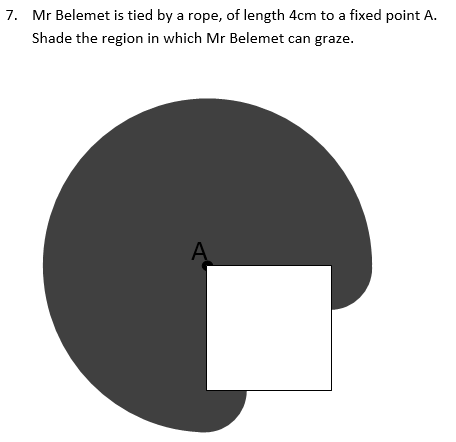 7. Mr Belemet is tied by a rope, of length 4cm to a fixed point A.
Shade the region in which Mr Belemet can graze.
A